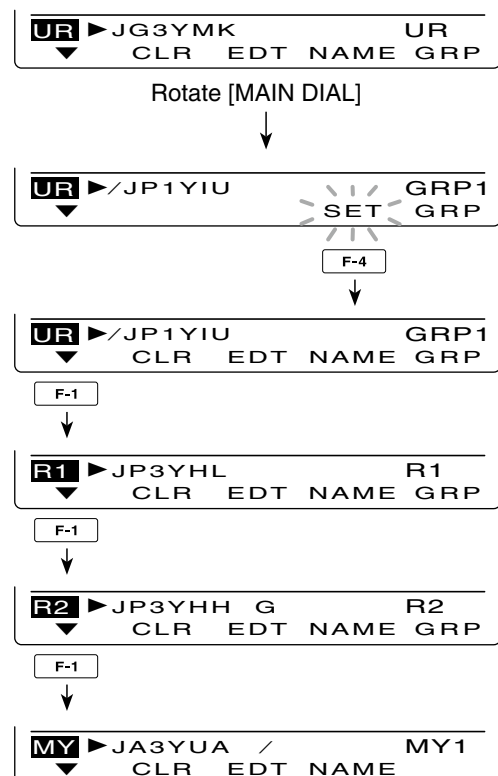 UR ►JG3YMK UR
▼ CLR EDT NAME GRP
Rotate [MAIN DIAL]
UR ►/JP1YIU GRP1
▼ SET GRP
F-4
UR ►/JP1YIU GRP1
▼ CLR EDT NAME GRP
F-1
R1 ►JP3YHL R1
▼ CLR EDT NAME GRP
F-1
R2 ►JP3YHH G R2
▼ CLR EDT NAME GRP
F-1
MY ►JA3YUA / MY1
▼ CLR EDT NAME